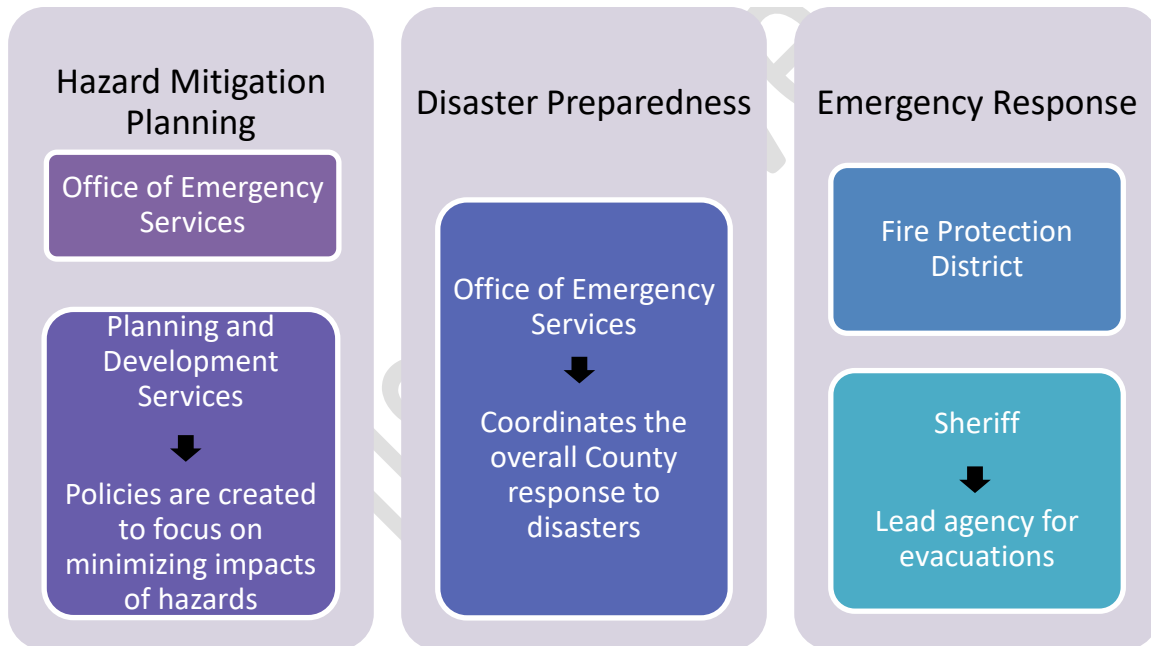 Hazard Mitigation
Planning
Office of Emergency
Services
Planning and
Development
Services
Policies are created
to focus on
minimizing impacts
of hazards
Disaster Preparedness
Office of Emergency
Services
Coordinates the
overall County
response to
disasters
Emergency Response
Fire Protection
District
Sheriff
Lead agency for
evacuations